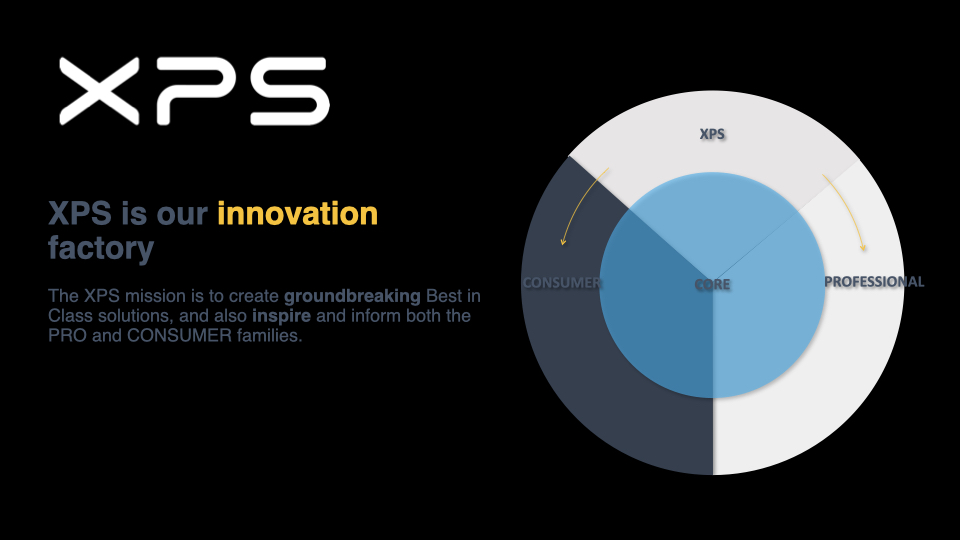 XPS
XPS is our innovation
factory
The XPS mission is to create groundbreaking Best in
Class solutions, and also inspire and inform both the
PRO and CONSUMER families.
XPS
CONSUMER
CORE
PROFESSIONAL